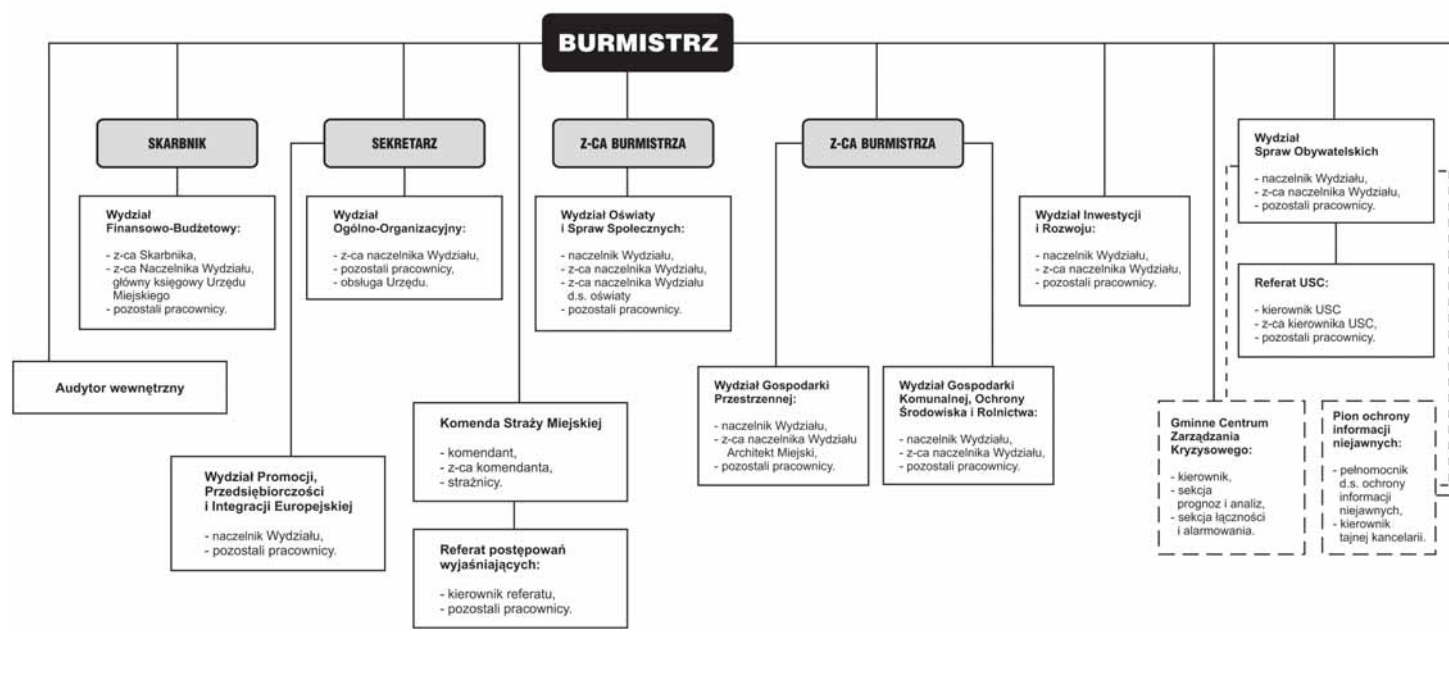 BURMISTRZ
SKARBNIK
SEKRETARZ
Z-CA BURMISTRZA
Z-CA BURMISTRZA
Wydział
Finansowo-Budżetowy:
- z-ca Skarbnika,
- z-ca Naczelnika Wydziału,
główny księgowy Urzędu
Miejskiego
- pozostali pracownicy.
Wydział
Ogólno-Organizacyjny:
- z-ca naczelnika Wydziału,
- pozostali pracownicy,
- obsługa Urzędu.
Wydział Oświaty
i Spraw Społecznych:
- naczelnik Wydziału,
- z-ca naczelnika Wydziału,
- z-ca naczelnika Wydziału
d.s. oświaty
- pozostali pracownicy.
Wydział Inwestycji
i Rozwoju:
- naczelnik Wydziału,
- z-ca naczelnika Wydziału,
- pozostali pracownicy.
Wydział
Spraw Obywatelskich
- naczelnik Wydziału,
- z-ca naczelnika Wydziału,
- pozostali pracownicy.
Referat USC:
- kierownik USC
- z-ca kierownika USC,
- pozostali pracownicy.
Audytor wewnętrzny
Wydział Promocji,
Przedsiębiorczości
i Integracji Europejskiej
- naczelnik Wydziału,
- pozostali pracownicy.
Komenda Straży Miejskiej
- komendant,
- z-ca komendanta,
- strażnicy.
Referat postępowań
wyjaśniających:
- kierownik referatu,
- pozostali pracownicy.
Wydział Gospodarki
Przestrzennej:
- naczelnik Wydziału,
- z-ca naczelnika Wydziału
Architekt Miejski,
- pozostali pracownicy.
Wydział Gospodarki
Komunalnej, Ochrony
Środowiska i Rolnictwa:
- naczelnik Wydziału,
- z-ca naczelnika Wydziału,
- pozostali pracownicy.
Gminne Centrum
Zarządzania
Kryzysowego:
- kierownik,
- sekcja
prognoz i analiz,
- sekcja łączności
i alarmowania.
Pion ochrony
informacji
niejawnych:
- pełnomocnik
d.s. ochrony
informacji
niejawnych,
- kierownik
tajnej kancelarii.